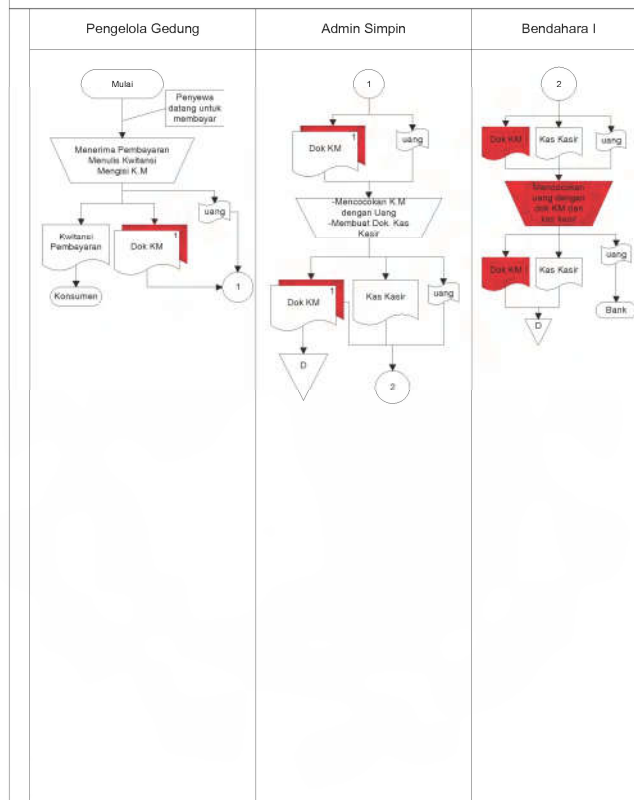 Pengelola Gedung
Admin Simpin
Bendahara I
Mulai
Penyewa
datang untuk
membayar
Menerima Pembayaran
Menulis Kwitansi
Mengisi K.M
Kwitansi
Pembayaran
1
Dok KM
uang
Konsumen
1
1
1
Dok KM
uang
-Mencocokan K.M
dengan Uang
-Membuat Dok. Kas
Kasir
1
Dok KM
Kas Kasir
uang
D
2
2
Dok KM
Kas Kasir
uang
Mencocokan
uang dengan
dok KM dan
kas kasir
Dok KM
Kas Kasir
uang
D
Bank